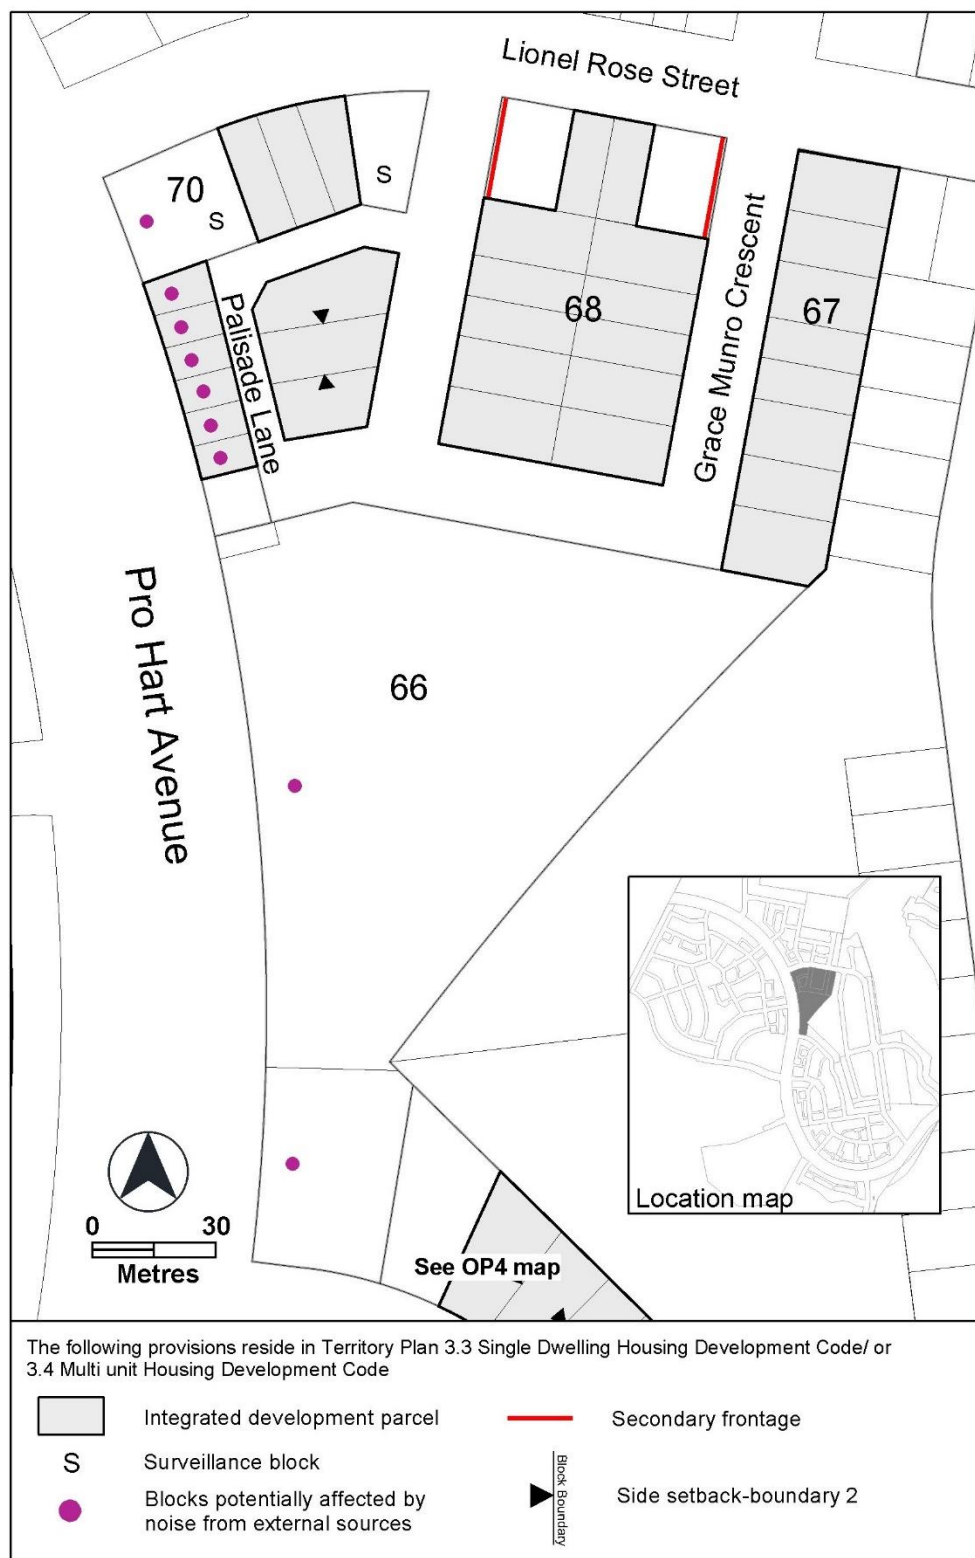 Lionel Rose Street
70
S
S
Palisade Lane
68
Grace Munro Crescent
67
Pro Hart Avenue
66
0 30
Metres
See OP4 map
Location map
The following provisions reside in Territory Plan 3.3 Single Dwelling Housing Development Code/ or
3.4 Multi unit Housing Development Code
Integrated development parcel
Secondary frontage
S
Surveillance block
Blocks potentially affected by
noise from external sources
Block Boundary
Side setback-boundary 2